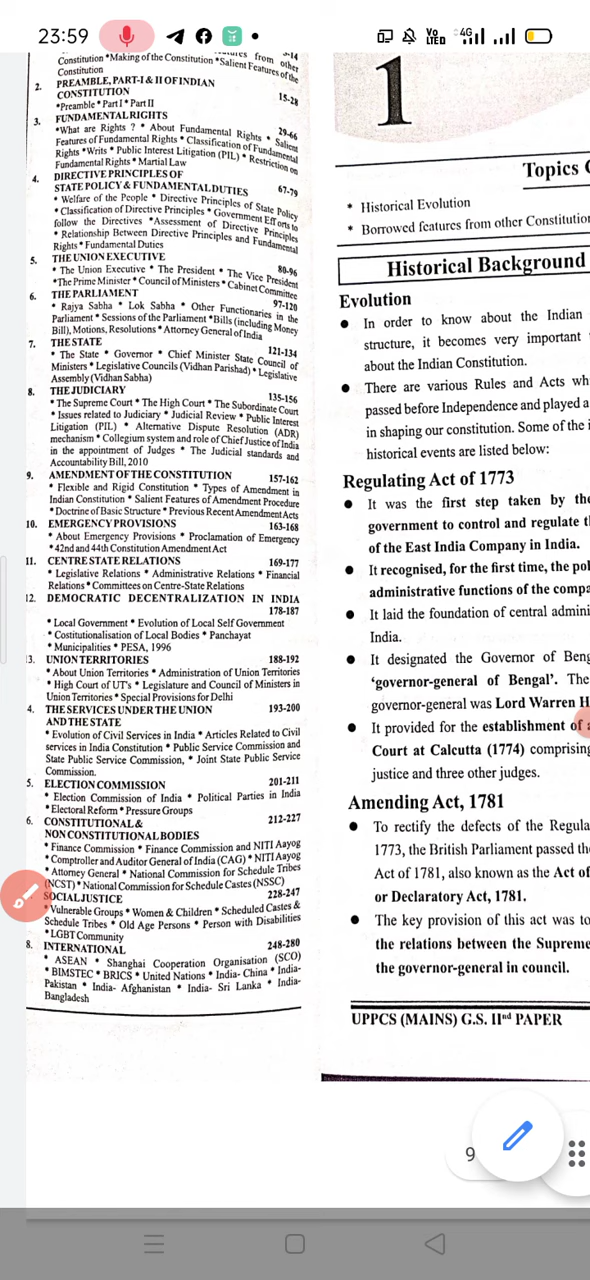 23:59
Vo LTED 4G
Constitution *Making of the Constitution *Salient Features of the
Constitution
from other
3-14
2. PREAMBLE, PART-I & II OF INDIAN
CONSTITUTION 15-28
*Preamble * Part I * Part II
3. FUNDAMENTAL RIGHTS 29-66
*What are Rights ? * About Fundamental Rights * Salient
Features of Fundamental Rights * Classification of Fundamental
Rights *Writs * Public Interest Litigation (PIL) * Restriction on
Fundamental Rights * Martial Law
4. DIRECTIVE PRINCIPLES OF
STATE POLICY & FUNDAMENTAL DUTIES 67-79
* Welfare of the People * Directive Principles of State Policy
* Classification of Directive Principles * Government Efforts to
follow the Directives *Assessment of Directive Principles
* Relationship Between Directive Principles and Fundamental
Rights * Fundamental Duties
5. THE UNION EXECUTIVE 80-96
* The Union Executive * The President * The Vice President
*The Prime Minister * Council of Ministers * Cabinet Committee
6. THE PARLIAMENT 97-120
* Rajya Sabha * Lok Sabha * Other Functionaries in the
Parliament * Sessions of the Parliament *Bills (including Money
Bill), Motions, Resolutions * Attorney General of India
7. THE STATE 121-134
* The State * Governor * Chief Minister State Council of
Ministers * Legislative Councils (Vidhan Parishad) * Legislative
Assembly (Vidhan Sabha)
8. THE JUDICIARY 135-156
* The Supreme Court * The High Court * The Subordinate Court
* Issues related to Judiciary * Judicial Review * Public Interest
Litigation (PIL) * Alternative Dispute Resolution (ADR)
mechanism * Collegium system and role of Chief Justice of India
in the appointment of Judges * The Judicial standards and
Accountability Bill, 2010
9. AMENDMENT OF THE CONSTITUTION 157-162
* Flexible and Rigid Constitution * Types of Amendment in
Indian Constitution * Salient Features of Amendment Procedure
*Doctrine of Basic Structure * Previous Recent Amendment Acts
10. EMERGENCY PROVISIONS 163-168
* About Emergency Provisions * Proclamation of Emergency
*42nd and 44th Constitution Amendment Act
11. CENTRE STATE RELATIONS 169-177
* Legislative Relations * Administrative Relations * Financial
Relations * Committees on Centre-State Relations
12. DEMOCRATIC DECENTRALIZATION IN INDIA
178-187
* Local Government * Evolution of Local Self Government
* Costitutionalisation of Local Bodies * Panchayat
* Municipalities * PESA, 1996
3. UNION TERRITORIES 188-192
* About Union Territories * Administration of Union Territories
* High Court of UT's * Legislature and Council of Ministers in
Union Territories * Special Provisions for Delhi
4. THE SERVICES UNDER THE UNION 193-200
AND THE STATE
* Evolution of Civil Services in India * Articles Related to Civil
services in India Constitution * Public Service Commission and
State Public Service Commission, * Joint State Public Service
Commission.
5. ELECTION COMMISSION 201-211
* Election Commission of India * Political Parties in India
*Electoral Reform * Pressure Groups
6. CONSTITUTIONAL & 212-227
NON CONSTITUTIONAL BODIES
* Finance Commission * Finance Commission and NITI Aayog
* Comptroller and Auditor General of India (CAG) * NITI Aayog
* Attorney General * National Commission for Schedule Tribes
(NCST) * National Commission for Schedule Castes (NSSC)
SOCIAL JUSTICE 228-247
*Vulnerable Groups * Women & Children * Scheduled Castes &
Schedule Tribes * Old Age Persons * Person with Disabilities
*LGBT Community
8. INTERNATIONAL 248-280
* ASEAN * Shanghai Cooperation Organisation (SCO)
* BIMSTEC * BRICS * United Nations * India- China * India-
Pakistan * India- Afghanistan * India- Sri Lanka * India-
Bangladesh
1
Topics
* Historical Evolution
* Borrowed features from other Constitution
Historical Background
Evolution
In order to know about the Indian
structure, it becomes very important
about the Indian Constitution.
There are various Rules and Acts wh
passed before Independence and played a
in shaping our constitution. Some of the i
historical events are listed below:
Regulating Act of 1773
It was the first step taken by the
government to control and regulate t
of the East India Company in India.
It recognised, for the first time, the pol
administrative functions of the compa
It laid the foundation of central admini
India.
It designated the Governor of Beng
'governor-general of Bengal'. The
governor-general was Lord Warren H
It provided for the establishment of a
Court at Calcutta (1774) comprising
justice and three other judges.
Amending Act, 1781
To rectify the defects of the Regula
1773, the British Parliament passed the
Act of 1781, also known as the Act of
or Declaratory Act, 1781.
The key provision of this act was to
the relations between the Supreme
the governor-general in council.
UPPCS (MAINS) G.S. IInd PAPER
9